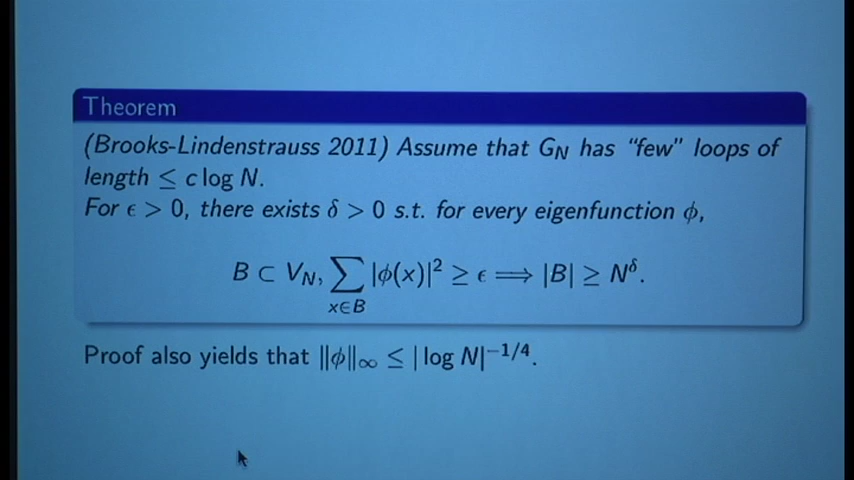 Theorem
(Brooks-Lindenstrauss 2011) Assume that G_N has "few" loops of
length ≤ c log N.
For ϵ > 0, there exists δ > 0 s.t. for every eigenfunction ϕ,
B ⊂ V_N, ∑_{x∈B} |ϕ(x)|² ≥ ϵ ⟹ |B| ≥ N^δ.
Proof also yields that ‖ϕ‖_∞ ≤ | log N|^{-1/4}.